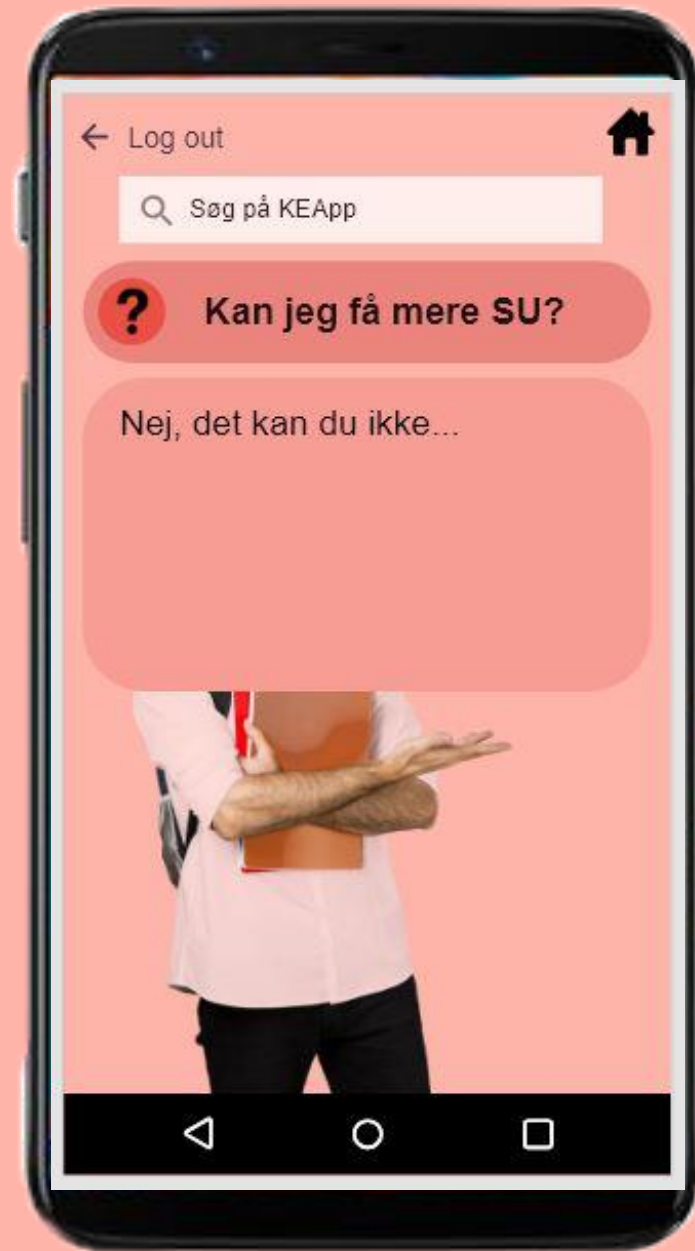 Log out
Søg på KEApp
? Kan jeg få mere SU?
Nej, det kan du ikke...